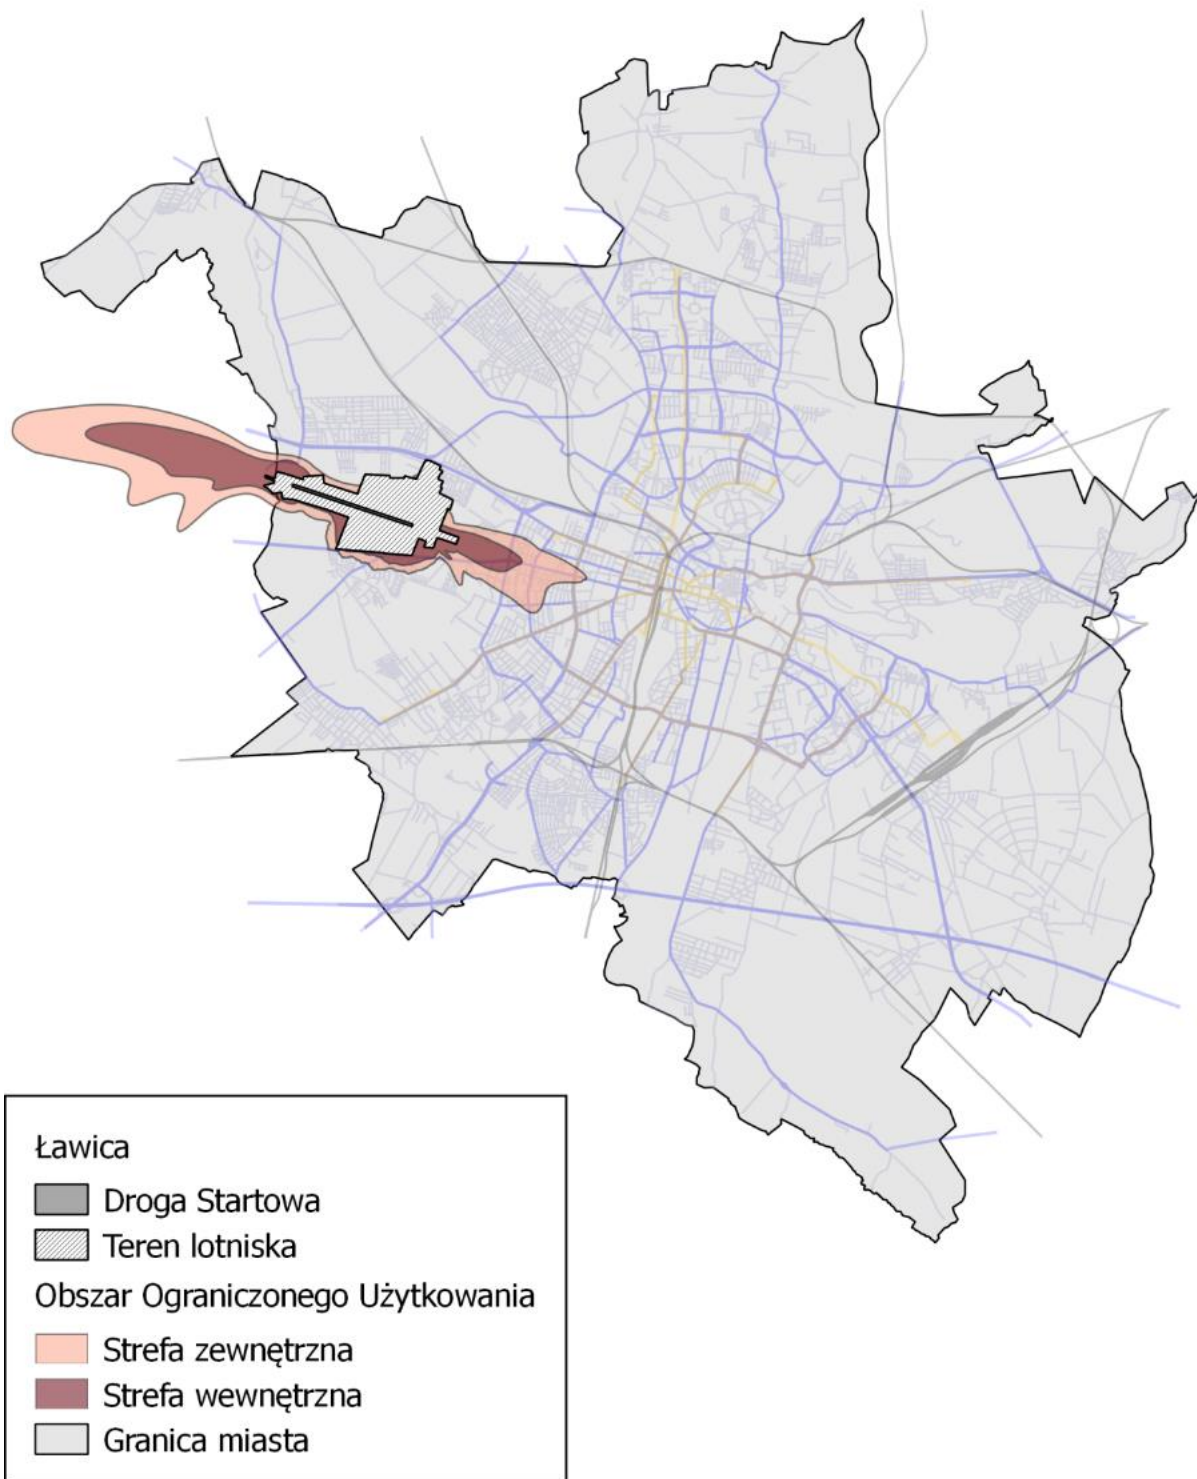 Ławica
Droga Startowa
Teren lotniska
Obszar Ograniczonego Użytkowania
Strefa zewnętrzna
Strefa wewnętrzna
Granica miasta